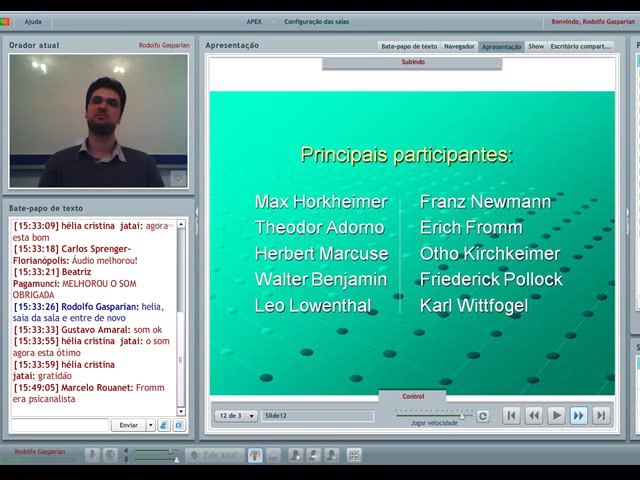 Ajuda
APEX
Configuração das salas
Benvindo, Rodolfo Gasparian
Orador atual
Rodolfo Gasparian
Apresentação
Bate-papo de texto
Navegador
Apresentação
Show
Escritório compart...
Subindo
Principais participantes:
Max Horkheimer
Theodor Adorno
Herbert Marcuse
Walter Benjamin
Leo Lowenthal
Franz Newmann
Erich Fromm
Otho Kirchkeimer
Friederick Pollock
Karl Wittfogel
Bate-papo de texto
[15:33:09] hélia cristina jatai: agora
esta bom
[15:33:18] Carlos Sprenger-
Florianópolis: Áudio melhorou!
[15:33:21] Beatriz
Pagamunci: MELHOROU O SOM
OBRIGADA
[15:33:26] Rodolfo Gasparian: helia,
saia da sala e entre de novo
[15:33:33] Gustavo Amaral: som ok
[15:33:55] hélia cristina jatai: o som
agora esta ótimo
[15:33:59] hélia cristina
jatai: gratidão
[15:49:05] Marcelo Rouanet: Fromm
era psicanalista
Enviar
Control
12 de 3
Slide12
Jogar velocidade
Rodolfo Gasparian
Fale aqui!